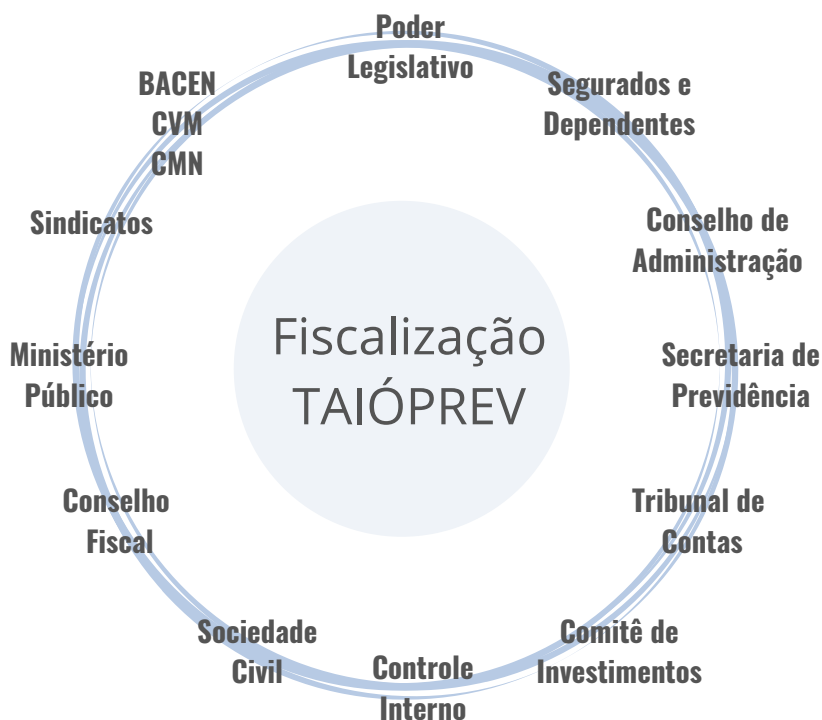 Poder
Legislativo
Segurados e
Dependentes
Conselho de
Administração
Secretaria de
Previdência
Tribunal de
Contas
Comitê de
Investimentos
Controle
Interno
Sociedade
Civil
Conselho
Fiscal
Ministério
Público
Sindicatos
BACEN
CVM
CMN
Fiscalização
TAIÓPREV